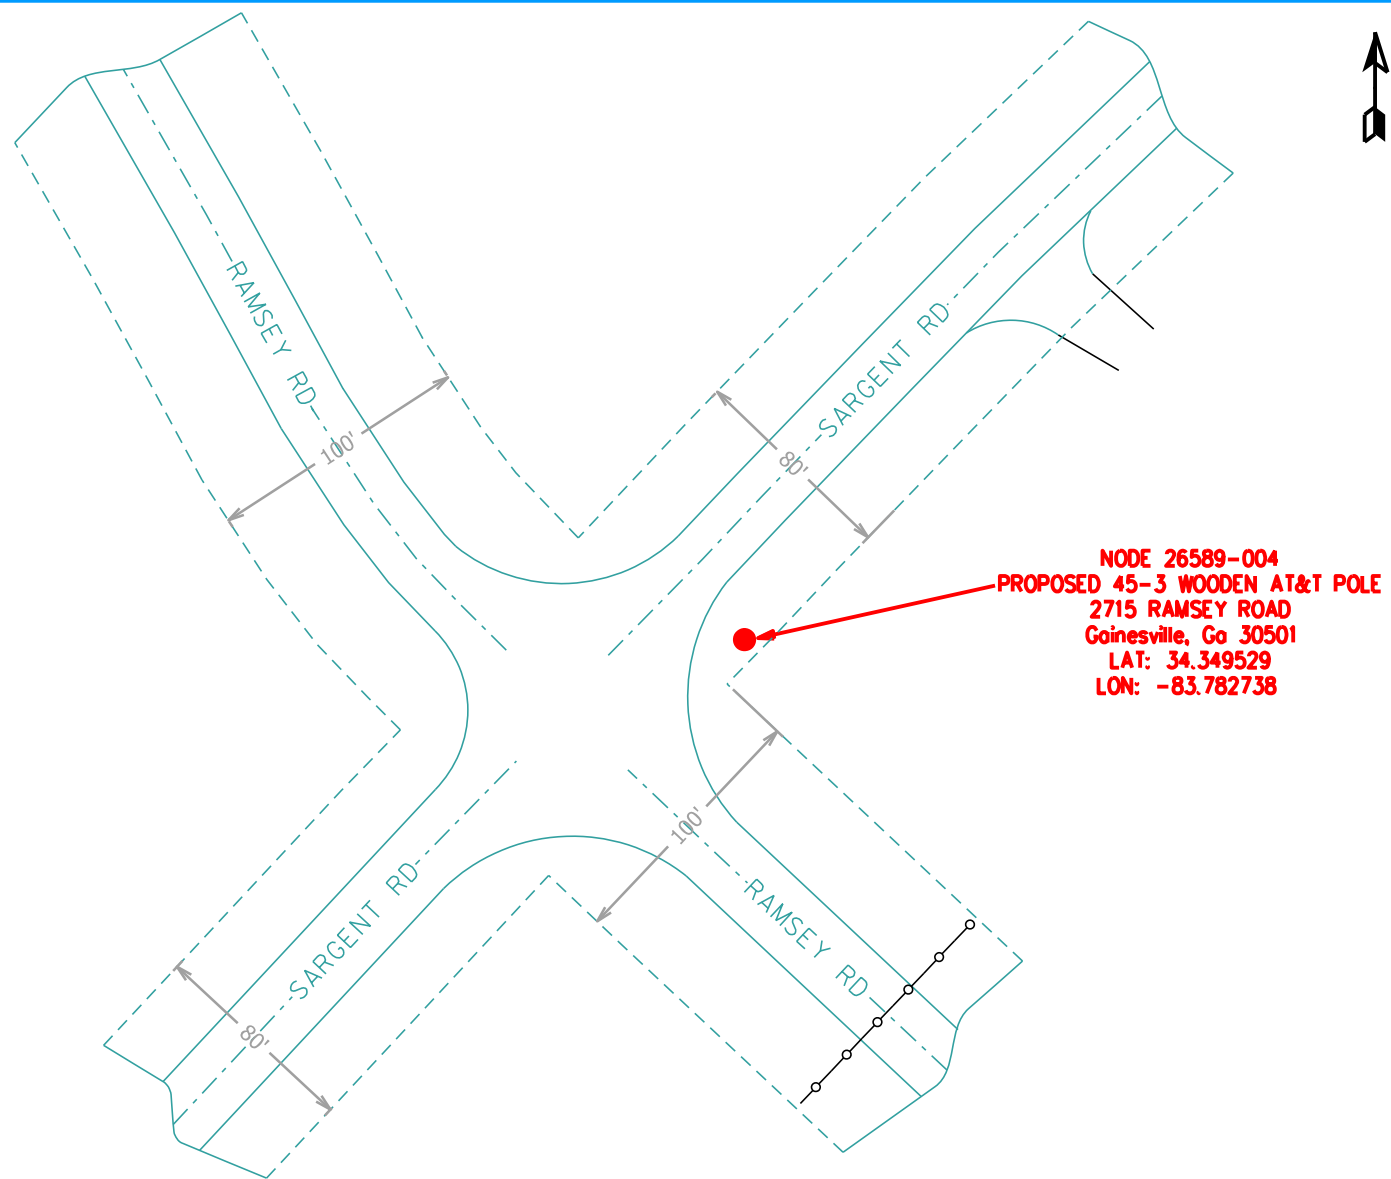 RAMSEY RD
100'
SARGENT RD
80'
NODE 26589-004
PROPOSED 45-3 WOODEN AT&T POLE
2715 RAMSEY ROAD
Gainesville, Ga 30501
LAT: 34.349529
LON: -83.782738
100'
RAMSEY RD
SARGENT RD
80'